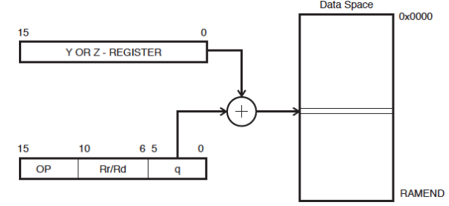 Data Space
0x0000
15 0
Y OR Z - REGISTER
15 10 6 5 0
OP Rr/Rd q
RAMEND